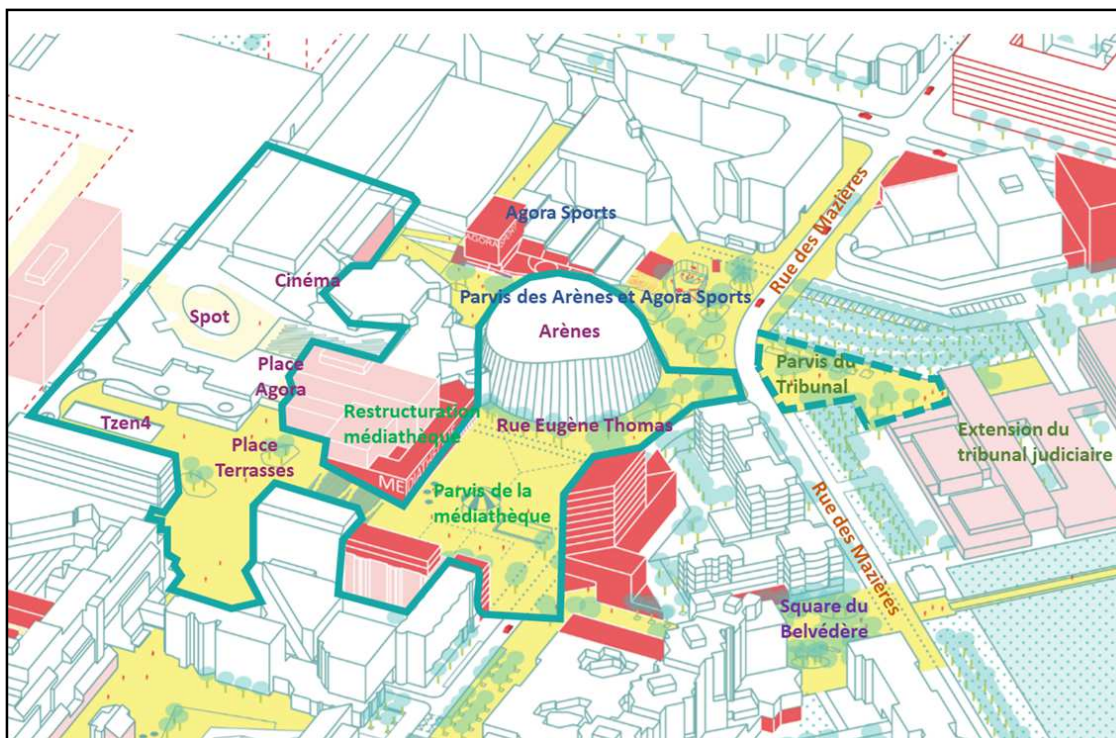 Agora Sports
AGORA
Rue des Mazières
Cinéma
Parvis des Arènes et Agora Sports
Spot
Arènes
Place
Agora
Parvis du
Tribunal
Restructuration
médiathèque
Tzen4
Rue Eugène Thomas
Extension du
tribunal judiciaire
Place
Terrasses
ME
Parvis de la
médiathèque
Rue des Mazières
Square du
Belvédère